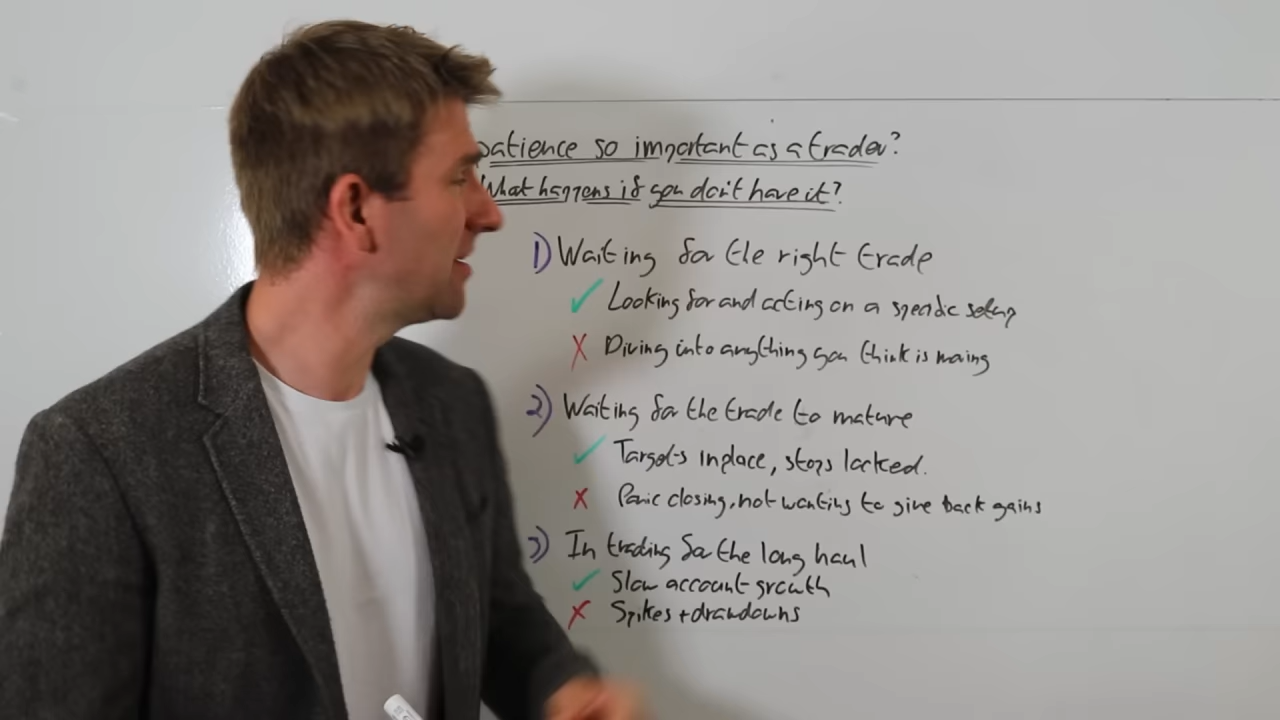 patience so important as a trader?
What happens if you don't have it?
1) Waiting for the right trade
✓ Looking for and acting on a specific setup
X Diving into anything you think is moving
2) Waiting for the trade to mature
✓ Targets in place, stops locked.
X Panic closing, not wanting to give back gains
3) In trading for the long haul
✓ Slow account growth
X Spikes + drawdowns